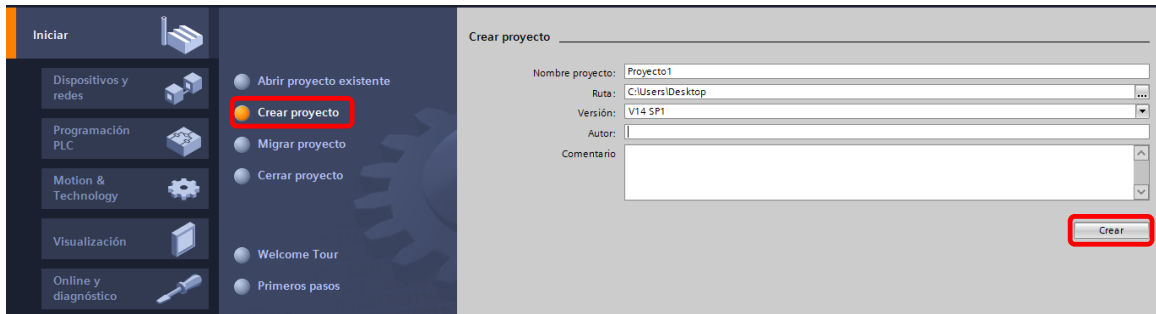 Iniciar
Dispositivos y
redes
Programación
PLC
Motion &
Technology
Visualización
Online y
diagnóstico
Abrir proyecto existente
Crear proyecto
Migrar proyecto
Cerrar proyecto
Welcome Tour
Primeros pasos
Crear proyecto
Nombre proyecto: Proyecto1
Ruta: C:\Users\Desktop ...
Versión: V14 SP1
Autor:
Comentario
Crear